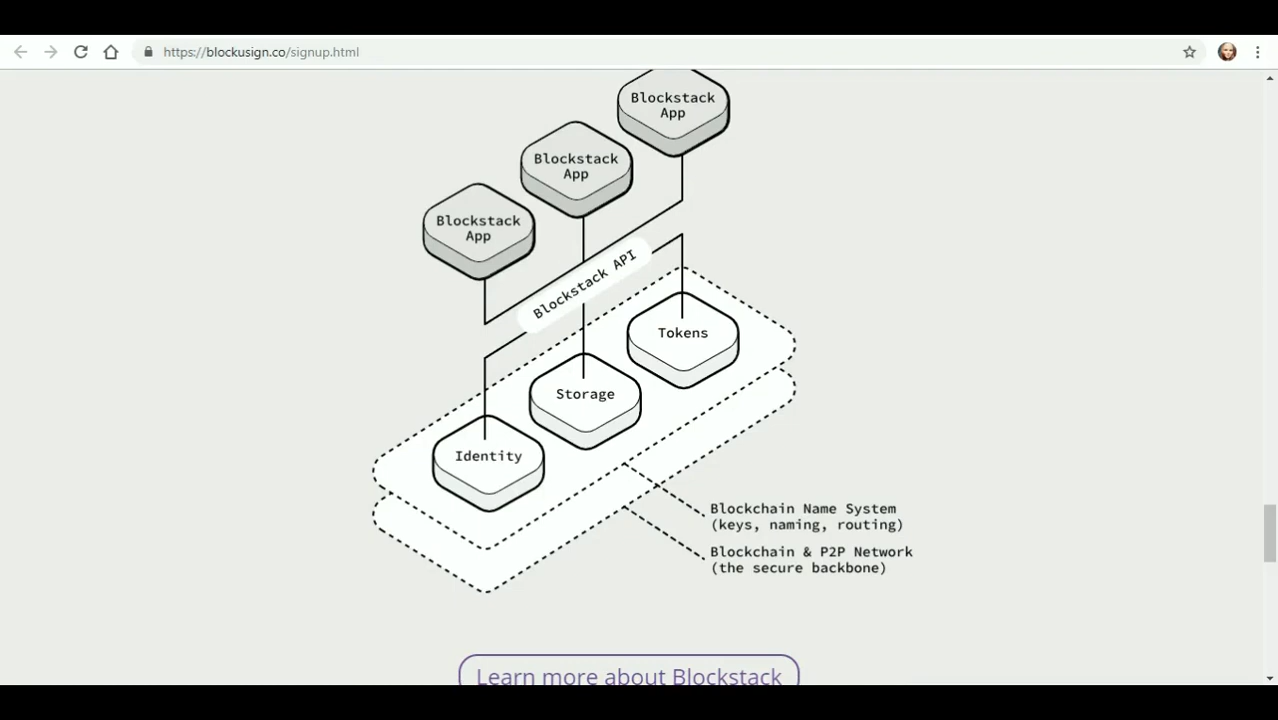 https://blockusign.co/signup.html
Blockstack
App
Blockstack
App
Blockstack
App
Blockstack API
Tokens
Storage
Identity
Blockchain Name System
(keys, naming, routing)
Blockchain & P2P Network
(the secure backbone)
Learn more about Blockstack